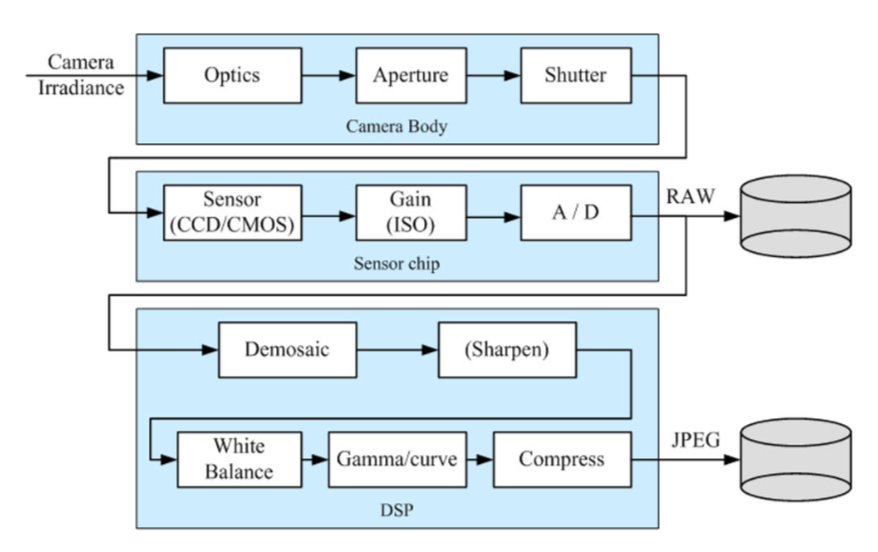 Camera
Irradiance
Optics
Aperture
Shutter
Camera Body
Sensor
(CCD/CMOS)
Gain
(ISO)
A / D
RAW
Sensor chip
Demosaic
(Sharpen)
White
Balance
Gamma/curve
Compress
JPEG
DSP